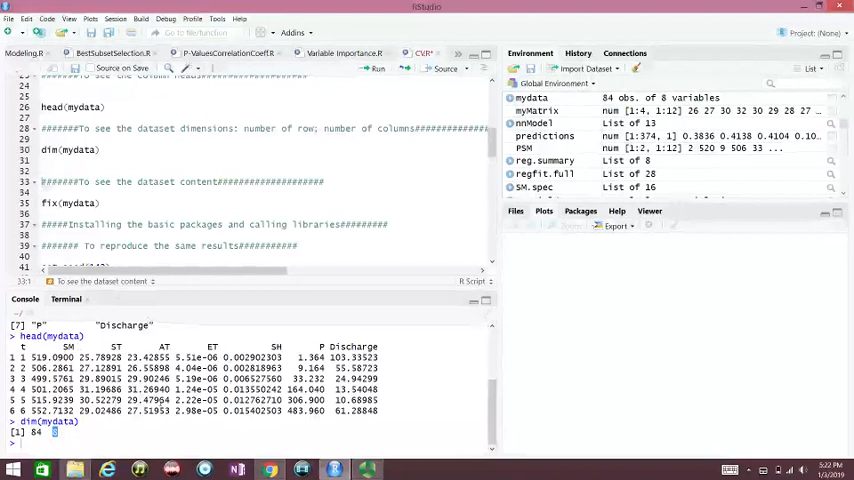 RStudio
File Edit Code View Plots Session Build Debug Profile Tools Help
Go to file/function
Addins
Project: (None)
Modeling.R BestSubsetSelection.R P-ValuesCorrelationCoeff.R Variable Importance.R CV.R*
Source on Save Run Source
24
25
26 head(mydata)
27
28 #######To see the dataset dimensions: number of row; number of columns
29
30 dim(mydata)
31
32
33 #######To see the dataset content####################
34
35 fix(mydata)
36
37 #####Installing the basic packages and calling libraries#########
38
39 ####### To reproduce the same results###########
40
41
33:1 To see the dataset content R Script
Console Terminal
~/
[7] "P" "Discharge"
> head(mydata)
t SM ST AT ET SH P Discharge
1 1 519.0900 25.78928 23.42855 5.51e-06 0.002902303 1.364 103.33523
2 2 506.2861 27.12891 26.55898 4.04e-06 0.002818963 9.164 55.58723
3 3 499.5761 27.89015 29.90246 5.19e-06 0.006527560 33.232 24.94299
4 4 501.2065 31.19686 31.26940 1.24e-05 0.013550242 164.040 13.54048
5 5 515.9239 30.52279 29.47964 2.22e-05 0.012762710 306.900 10.68985
6 6 552.7132 29.02486 27.51953 2.98e-05 0.015402503 483.960 61.28848
> dim(mydata)
[1] 84 8
>
Environment History Connections
Import Dataset List
Global Environment
mydata 84 obs. of 8 variables
myMatrix num [1:4, 1:12] 26 27 30 32 30 29 28 27 ...
nnModel List of 13
predictions num [1:374, 1] 0.3836 0.4138 0.4104 0.10...
PSM num [1:2, 1:12] 2 520 9 506 33 ...
reg.summary List of 8
regfit.full List of 28
SM.spec List of 16
Files Plots Packages Help Viewer
Zoom Export
5:22 PM
1/3/2019